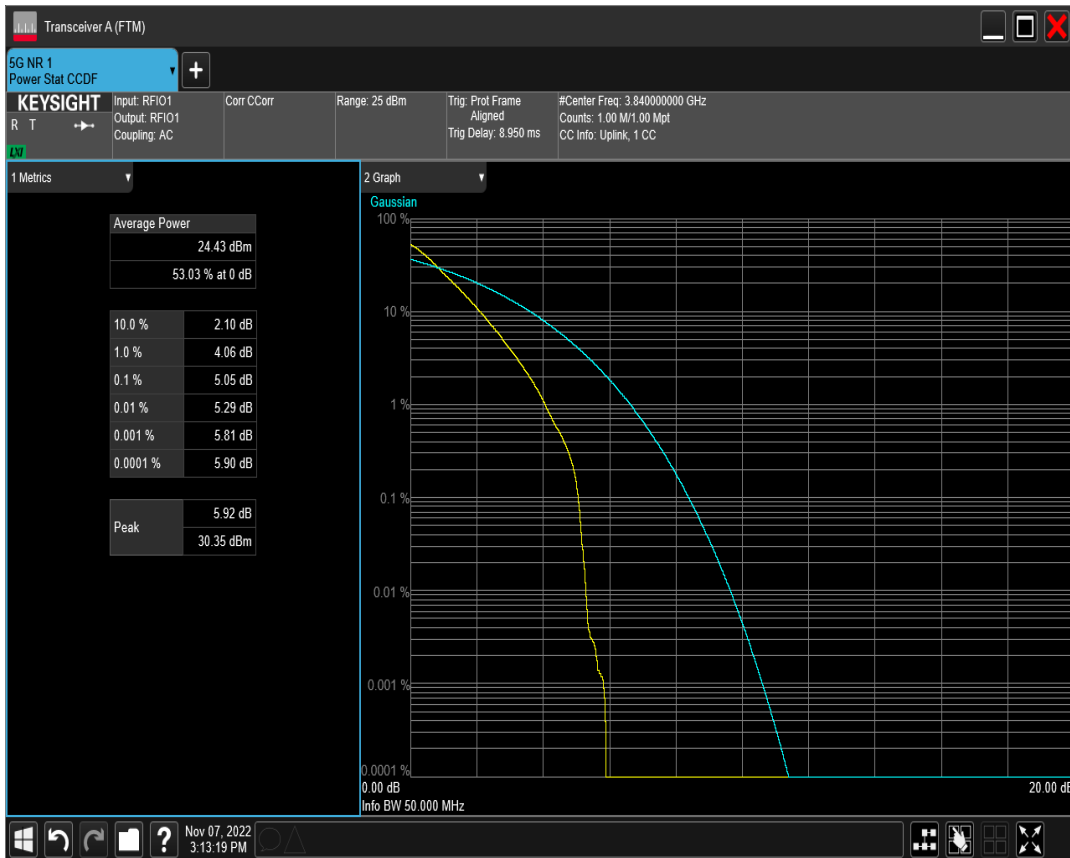 Transceiver A (FTM)
5G NR 1
Power Stat CCDF
+
KEYSIGHT
R T
LXI
Input: RFIO1
Output: RFIO1
Coupling: AC
Corr CCorr
Range: 25 dBm
Trig: Prot Frame
Aligned
Trig Delay: 8.950 ms
#Center Freq: 3.840000000 GHz
Counts: 1.00 M/1.00 Mpt
CC Info: Uplink, 1 CC
1 Metrics
Average Power
24.43 dBm
53.03 % at 0 dB
10.0 % 2.10 dB
1.0 % 4.06 dB
0.1 % 5.05 dB
0.01 % 5.29 dB
0.001 % 5.81 dB
0.0001 % 5.90 dB
Peak
5.92 dB
30.35 dBm
2 Graph
Gaussian
100 %
10 %
1 %
0.1 %
0.01 %
0.001 %
0.0001 %
0.00 dB 20.00 dB
Info BW 50.000 MHz
?
Nov 07, 2022
3:13:19 PM